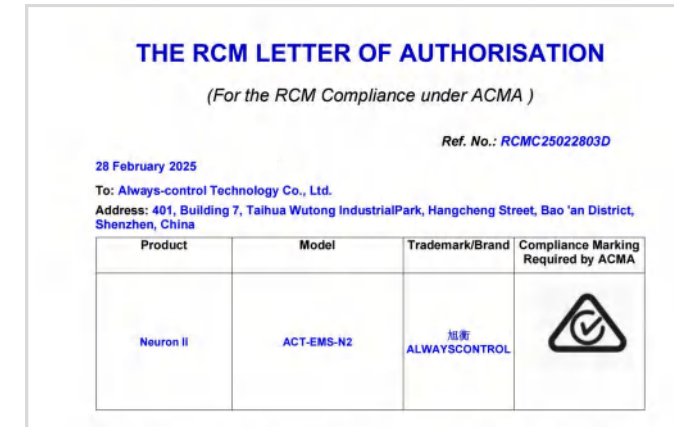 THE RCM LETTER OF AUTHORISATION
(For the RCM Compliance under ACMA )
Ref. No.: RCMC25022803D
28 February 2025
To: Always-control Technology Co., Ltd.
Address: 401, Building 7, Taihua Wutong IndustrialPark, Hangcheng Street, Bao 'an District,
Shenzhen, China
Product Model Trademark/Brand Compliance Marking
Required by ACMA
Neuron II ACT-EMS-N2 旭衡
ALWAYSCONTROL